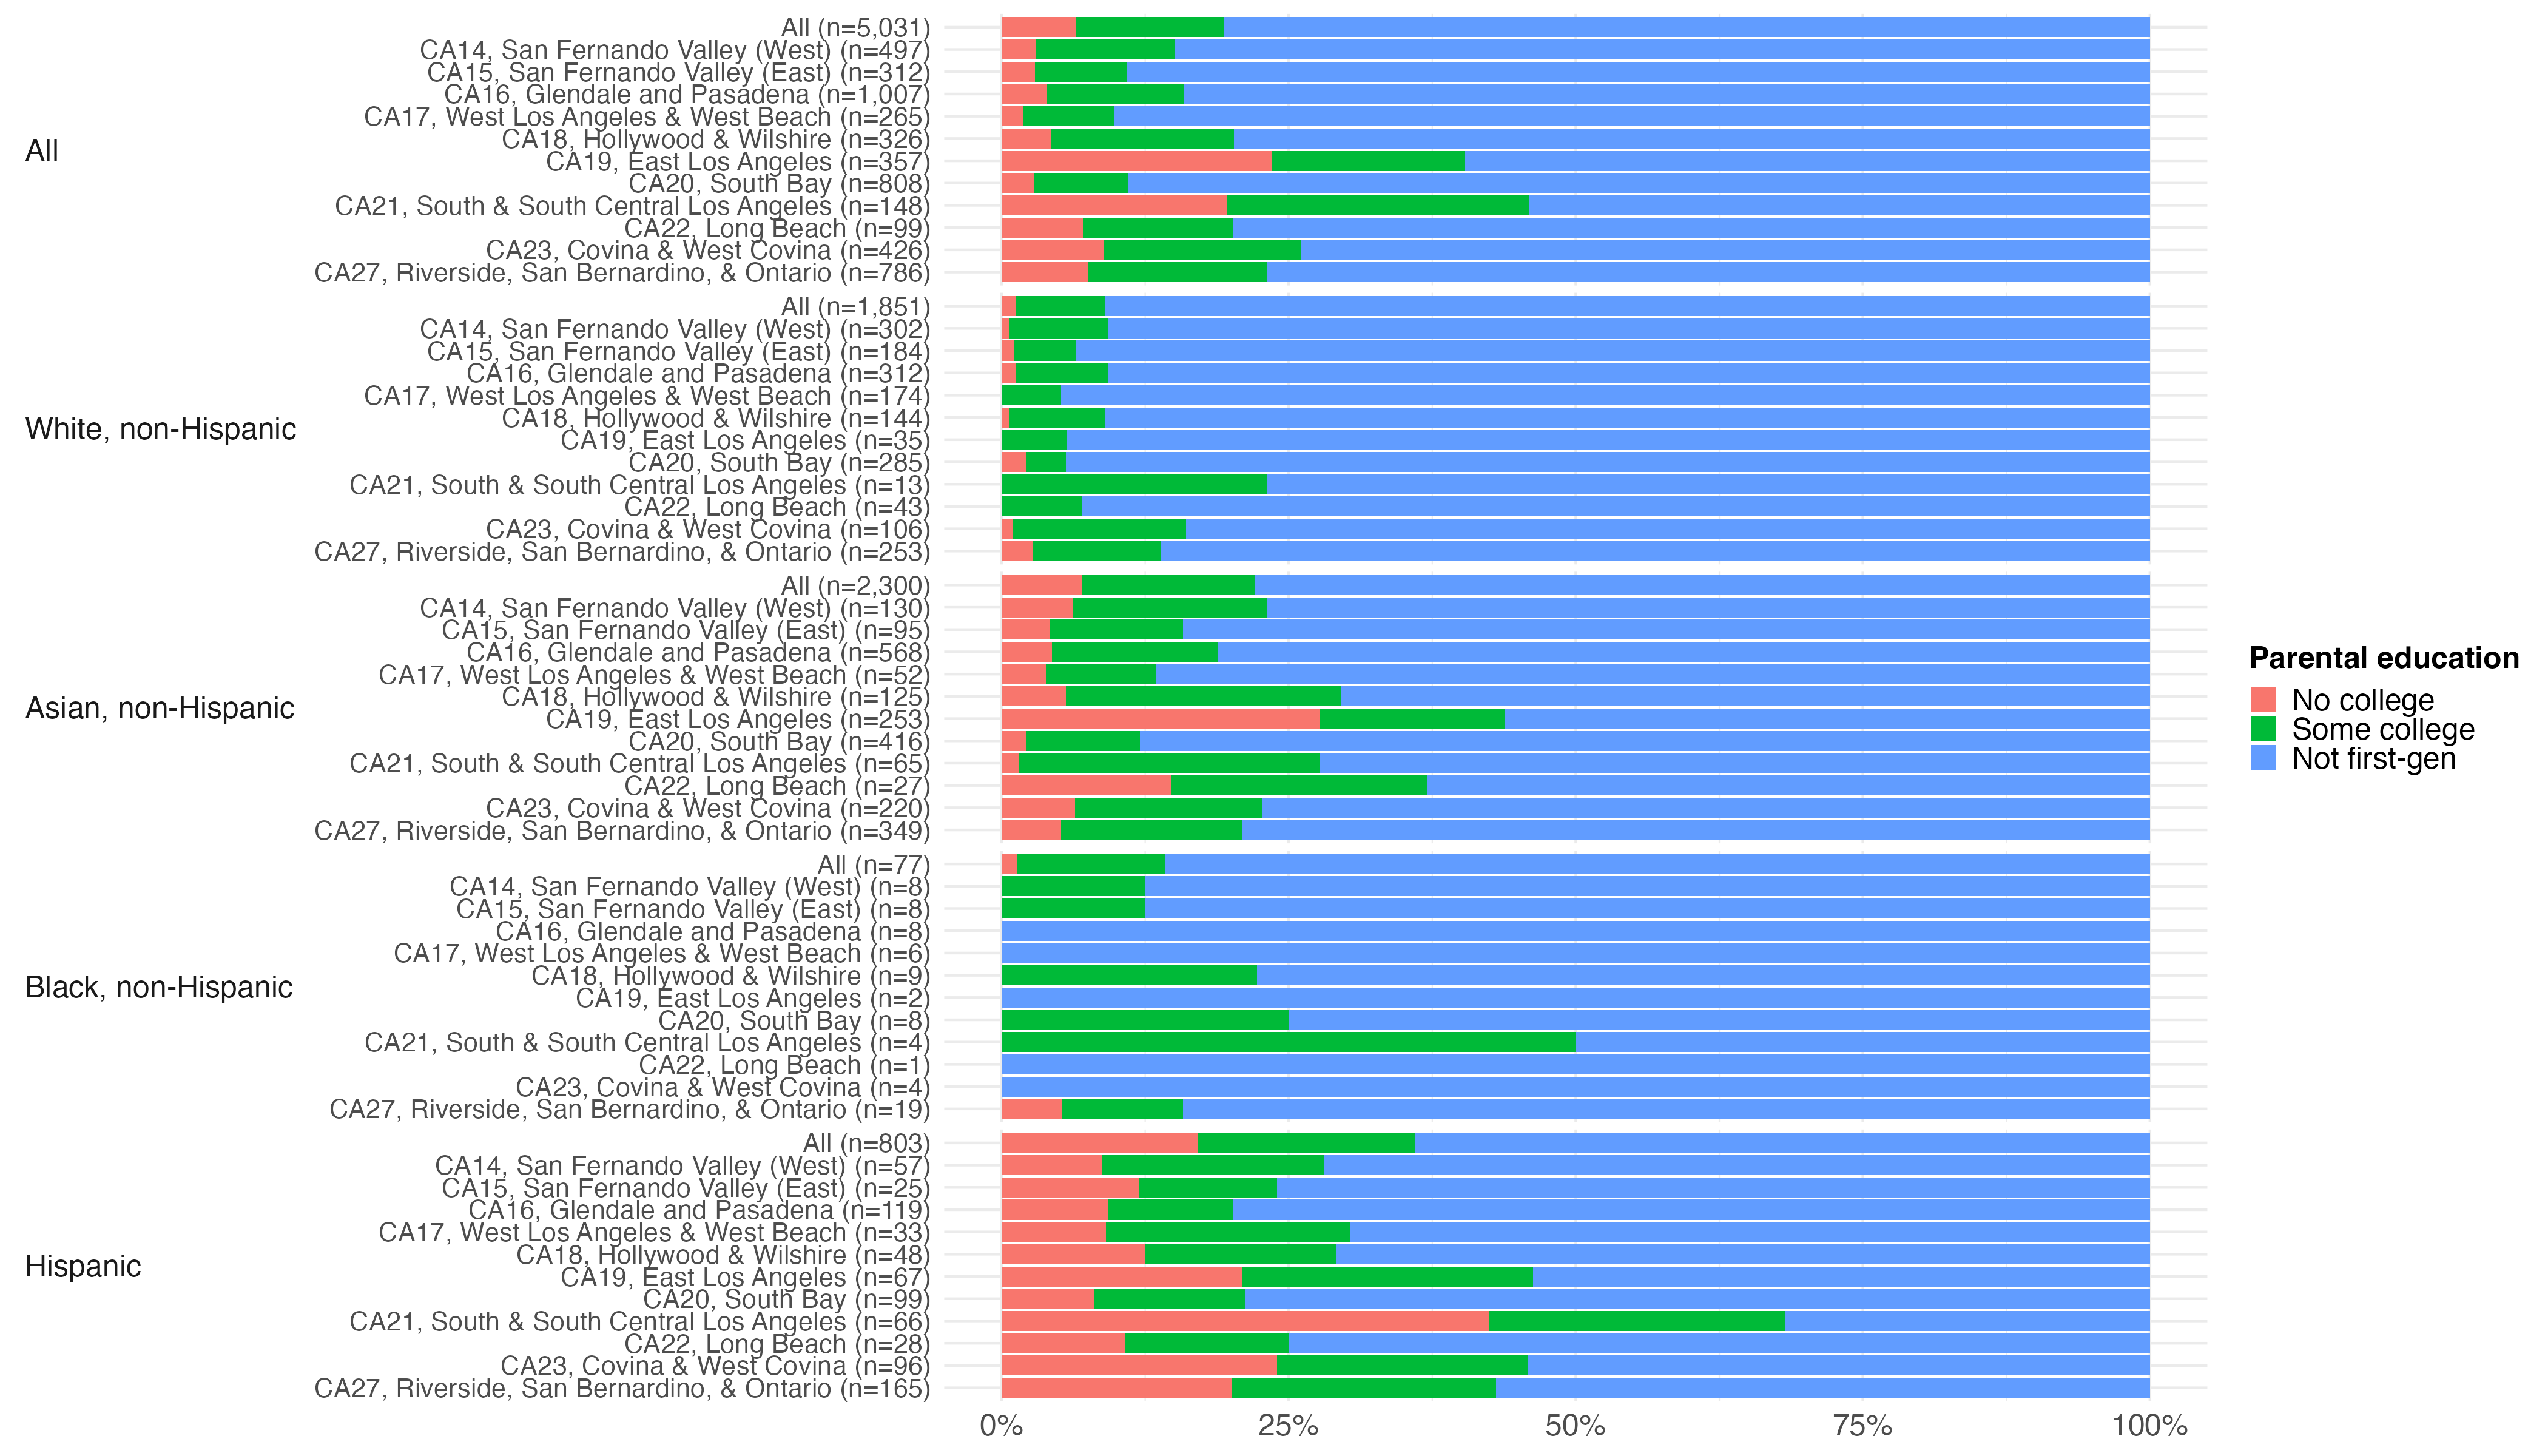 All
All (n=5,031)
CA14, San Fernando Valley (West) (n=497)
CA15, San Fernando Valley (East) (n=312)
CA16, Glendale and Pasadena (n=1,007)
CA17, West Los Angeles & West Beach (n=265)
CA18, Hollywood & Wilshire (n=326)
CA19, East Los Angeles (n=357)
CA20, South Bay (n=808)
CA21, South & South Central Los Angeles (n=148)
CA22, Long Beach (n=99)
CA23, Covina & West Covina (n=426)
CA27, Riverside, San Bernardino, & Ontario (n=786)
White, non-Hispanic
All (n=1,851)
CA14, San Fernando Valley (West) (n=302)
CA15, San Fernando Valley (East) (n=184)
CA16, Glendale and Pasadena (n=312)
CA17, West Los Angeles & West Beach (n=174)
CA18, Hollywood & Wilshire (n=144)
CA19, East Los Angeles (n=35)
CA20, South Bay (n=285)
CA21, South & South Central Los Angeles (n=13)
CA22, Long Beach (n=43)
CA23, Covina & West Covina (n=106)
CA27, Riverside, San Bernardino, & Ontario (n=253)
Asian, non-Hispanic
All (n=2,300)
CA14, San Fernando Valley (West) (n=130)
CA15, San Fernando Valley (East) (n=95)
CA16, Glendale and Pasadena (n=568)
CA17, West Los Angeles & West Beach (n=52)
CA18, Hollywood & Wilshire (n=125)
CA19, East Los Angeles (n=253)
CA20, South Bay (n=416)
CA21, South & South Central Los Angeles (n=65)
CA22, Long Beach (n=27)
CA23, Covina & West Covina (n=220)
CA27, Riverside, San Bernardino, & Ontario (n=349)
Black, non-Hispanic
All (n=77)
CA14, San Fernando Valley (West) (n=8)
CA15, San Fernando Valley (East) (n=8)
CA16, Glendale and Pasadena (n=8)
CA17, West Los Angeles & West Beach (n=6)
CA18, Hollywood & Wilshire (n=9)
CA19, East Los Angeles (n=2)
CA20, South Bay (n=8)
CA21, South & South Central Los Angeles (n=4)
CA22, Long Beach (n=1)
CA23, Covina & West Covina (n=4)
CA27, Riverside, San Bernardino, & Ontario (n=19)
Hispanic
All (n=803)
CA14, San Fernando Valley (West) (n=57)
CA15, San Fernando Valley (East) (n=25)
CA16, Glendale and Pasadena (n=119)
CA17, West Los Angeles & West Beach (n=33)
CA18, Hollywood & Wilshire (n=48)
CA19, East Los Angeles (n=67)
CA20, South Bay (n=99)
CA21, South & South Central Los Angeles (n=66)
CA22, Long Beach (n=28)
CA23, Covina & West Covina (n=96)
CA27, Riverside, San Bernardino, & Ontario (n=165)
0% 25% 50% 75% 100%
Parental education
No college
Some college
Not first-gen